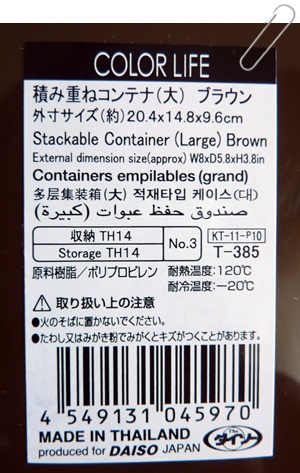 COLOR LIFE
積み重ねコンテナ(大) ブラウン
外寸サイズ(約)20.4×14.8×9.6cm
Stackable Container (Large) Brown
External dimension size(approx) W8xD5.8xH3.8in
Containers empilables (grand)
多层集装箱(大) 적재타입 케이스(대)
صندوق حفظ عبوات (كبيرة)
収納 TH14
Storage TH14
No.3
KT-11-P10
T-385
原料樹脂/ポリプロピレン
耐熱温度:120℃
耐冷温度:-20℃
⚠ 取り扱い上の注意
●火のそばに置かないでください。
●たわし又はみがき粉でみがくとキズがつくことがあります。
4 549131 045970
MADE IN THAILAND
produced for DAISO JAPAN
The
ダイソー